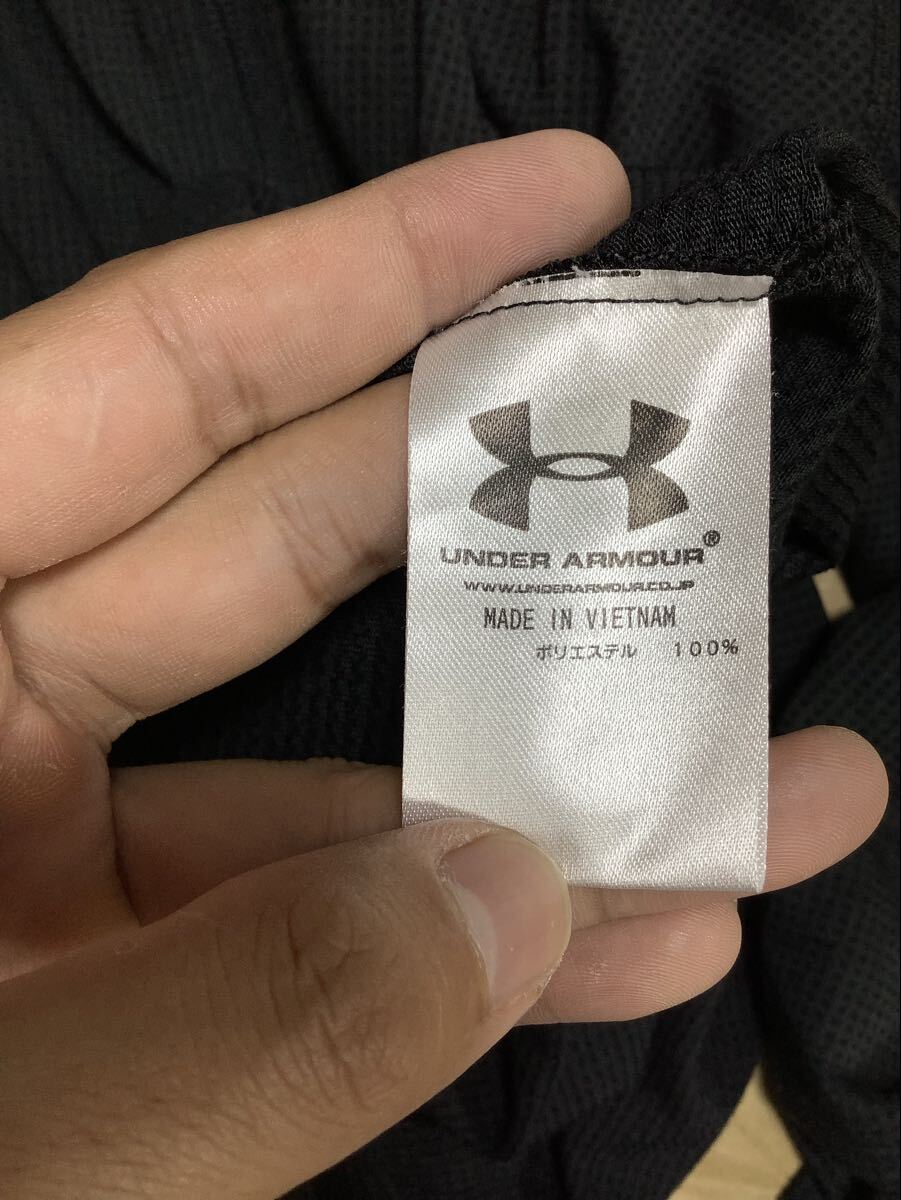 UNDER ARMOUR®
WWW.UNDERARMOUR.CO.JP
MADE IN VIETNAM
ポリエステル 100%